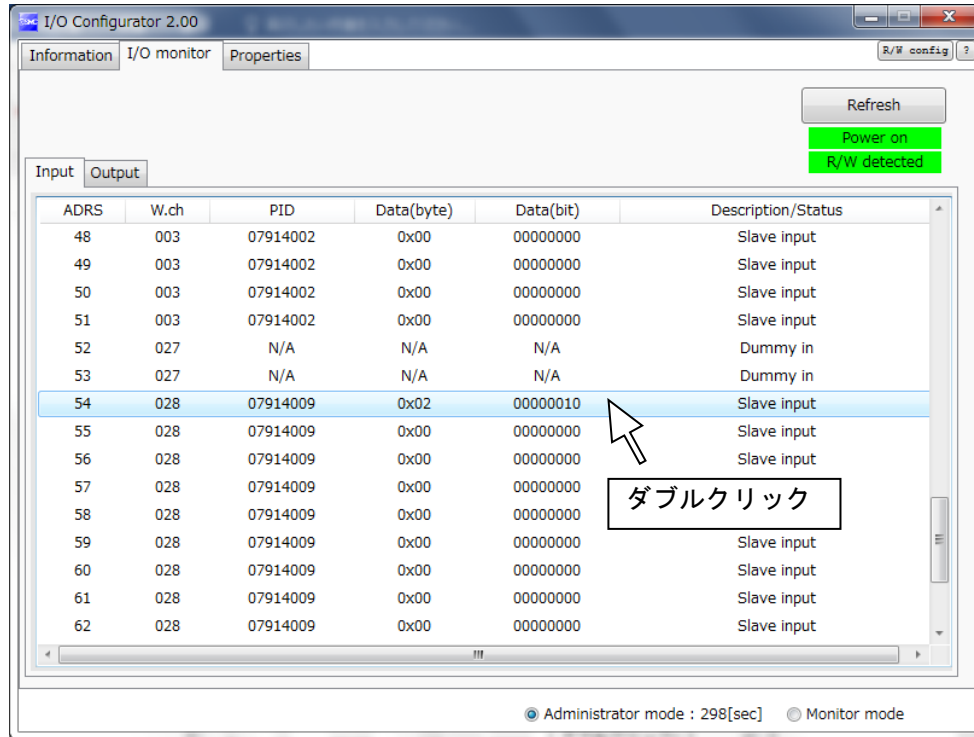 I/O Configurator 2.00
Information I/O monitor Properties R/W config ?
Refresh
Power on
R/W detected
Input Output
ADRS W.ch PID Data(byte) Data(bit) Description/Status
48 003 07914002 0x00 00000000 Slave input
49 003 07914002 0x00 00000000 Slave input
50 003 07914002 0x00 00000000 Slave input
51 003 07914002 0x00 00000000 Slave input
52 027 N/A N/A N/A Dummy in
53 027 N/A N/A N/A Dummy in
54 028 07914009 0x02 00000010 Slave input
55 028 07914009 0x00 00000000 Slave input
56 028 07914009 0x00 00000000 Slave input
57 028 07914009 0x00 00000000
ダブルクリック
58 028 07914009 0x00 00000000
59 028 07914009 0x00 00000000 Slave input
60 028 07914009 0x00 00000000 Slave input
61 028 07914009 0x00 00000000 Slave input
62 028 07914009 0x00 00000000 Slave input
Administrator mode : 298[sec] Monitor mode